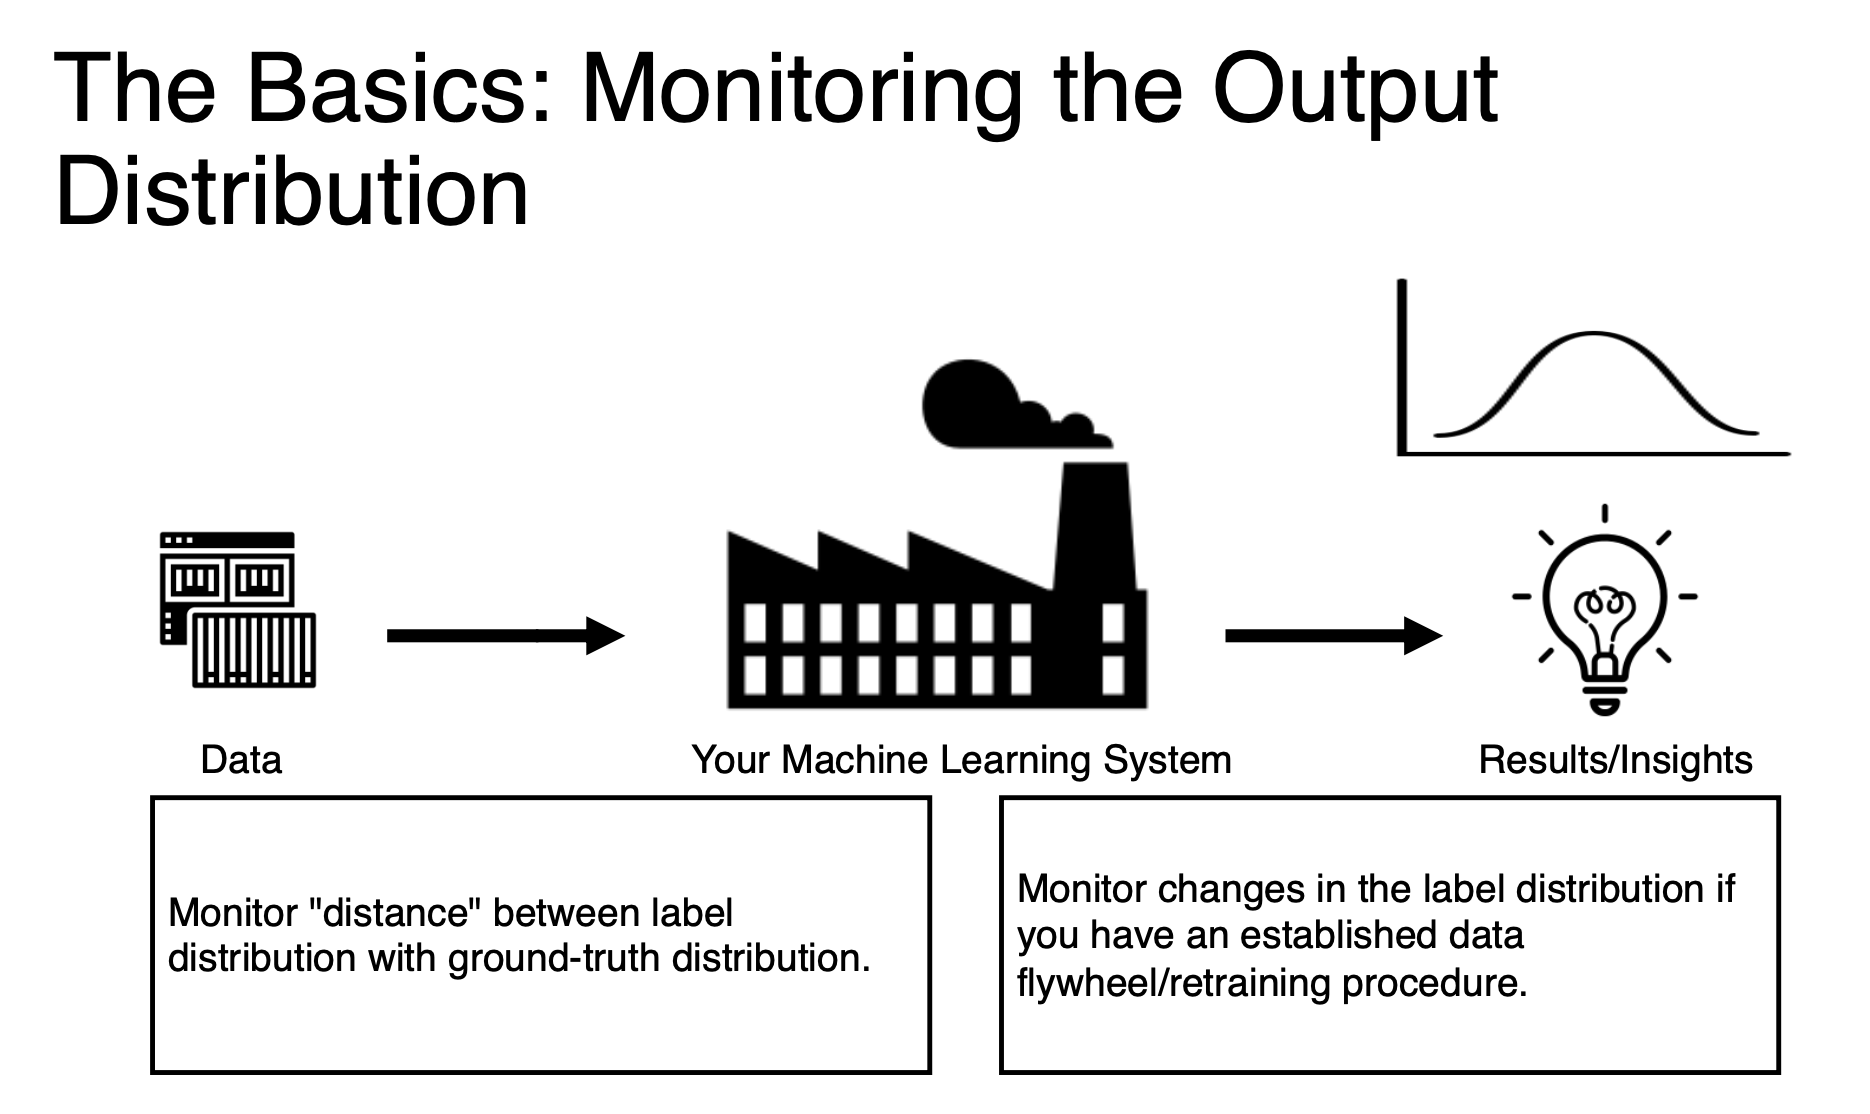 The Basics: Monitoring the Output
Distribution
Data
Your Machine Learning System
Results/Insights
Monitor "distance" between label
distribution with ground-truth distribution.
Monitor changes in the label distribution if
you have an established data
flywheel/retraining procedure.